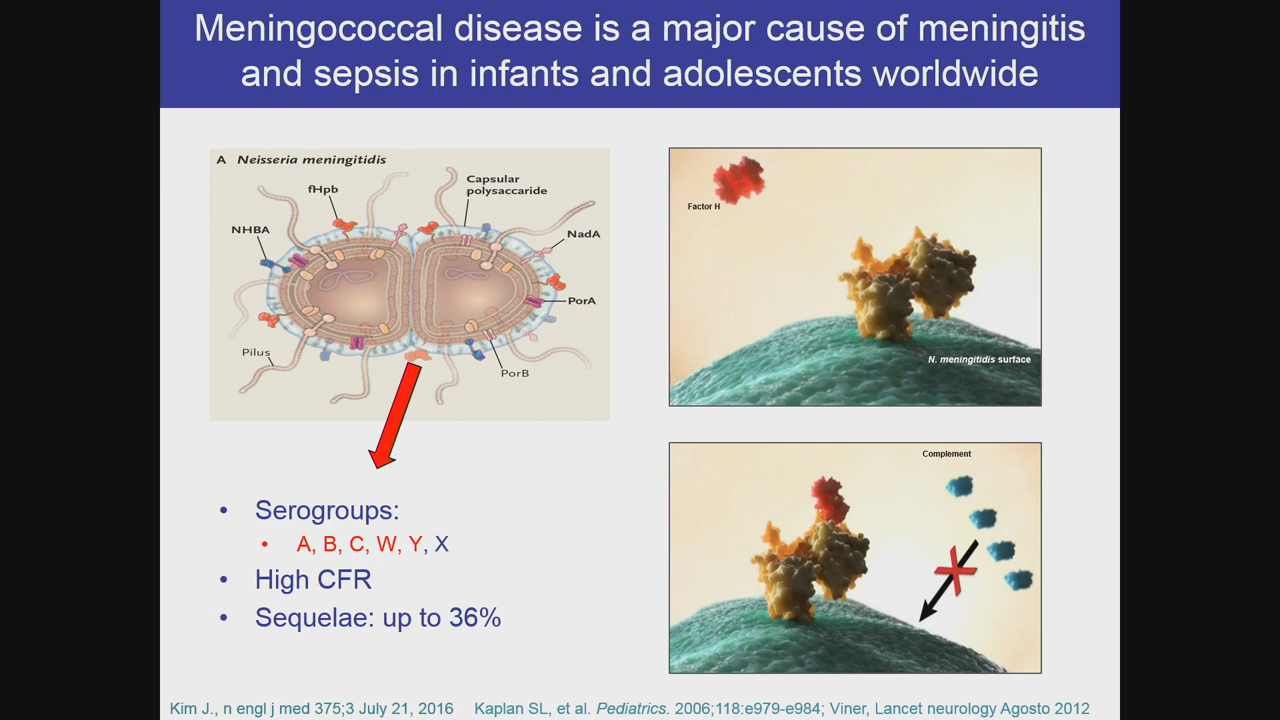 Meningococcal disease is a major cause of meningitis
and sepsis in infants and adolescents worldwide
A Neisseria meningitidis
fHpb
Capsular
polysaccaride
NHBA
NadA
PorA
Pilus
PorB
Factor H
N. meningitidis surface
Complement
• Serogroups:
• A, B, C, W, Y, X
• High CFR
• Sequelae: up to 36%
Kim J., n engl j med 375;3 July 21, 2016 Kaplan SL, et al. Pediatrics. 2006;118:e979-e984; Viner, Lancet neurology Agosto 2012